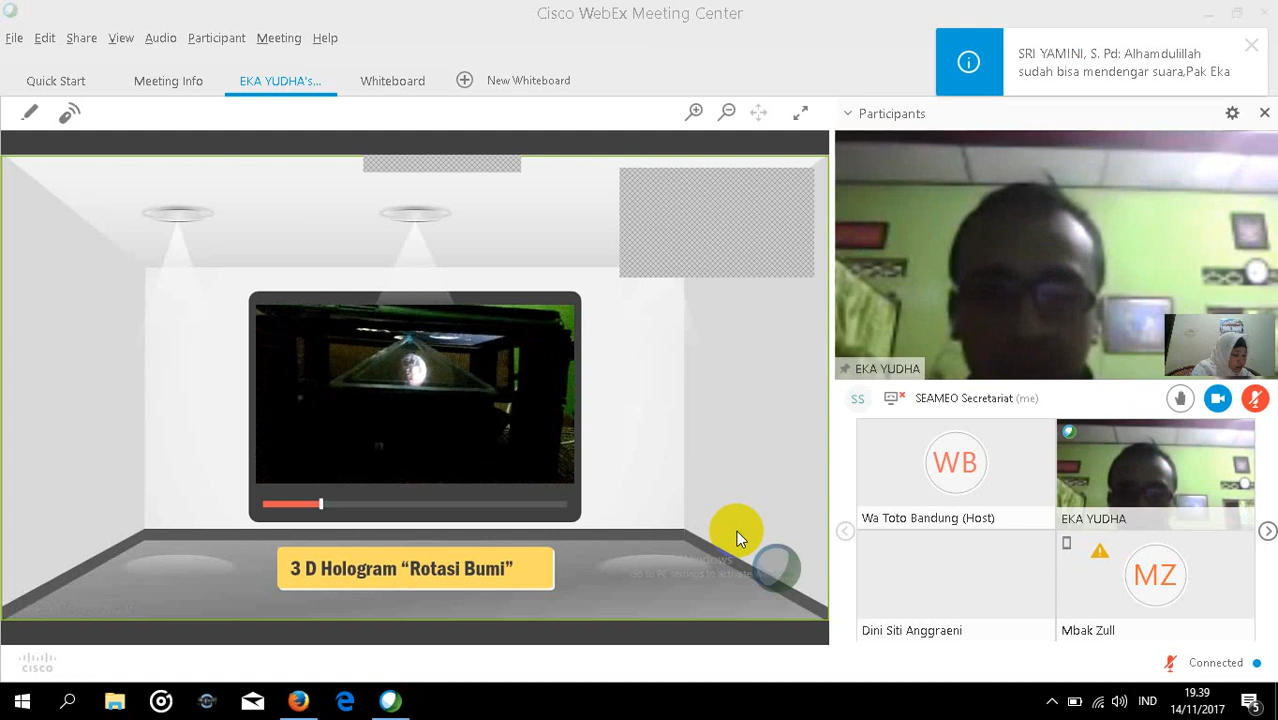 Cisco WebEx Meeting Center
File Edit Share View Audio Participant Meeting Help
SRI YAMINI, S. Pd: Alhamdulillah
sudah bisa mendengar suara,Pak Eka
Quick Start Meeting Info EKA YUDHA's... Whiteboard New Whiteboard
Participants
EKA YUDHA
SS SEAMEO Secretariat (me)
WB
Wa Toto Bandung (Host)
EKA YUDHA
MZ
Dini Siti Anggraeni
Mbak Zull
3 D Hologram “Rotasi Bumi”
CISCO
Connected
IND
19.39
14/11/2017
5